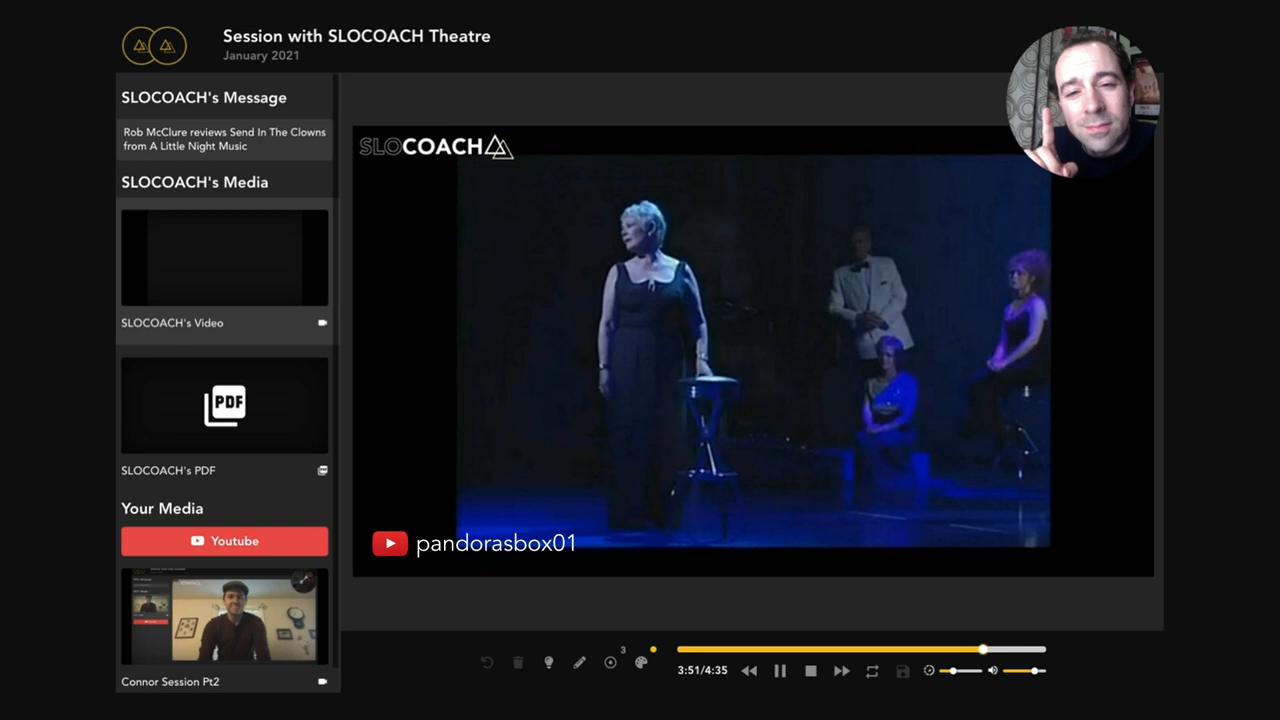 Session with SLOCOACH Theatre
January 2021
SLOCOACH's Message
Rob McClure reviews Send In The Clowns
from A Little Night Music
SLOCOACH's Media
SLOCOACH's Video
PDF
SLOCOACH's PDF
Your Media
Youtube
Connor Session Pt2
SLOCOACH
pandorasbox01
3
3:51/4:35